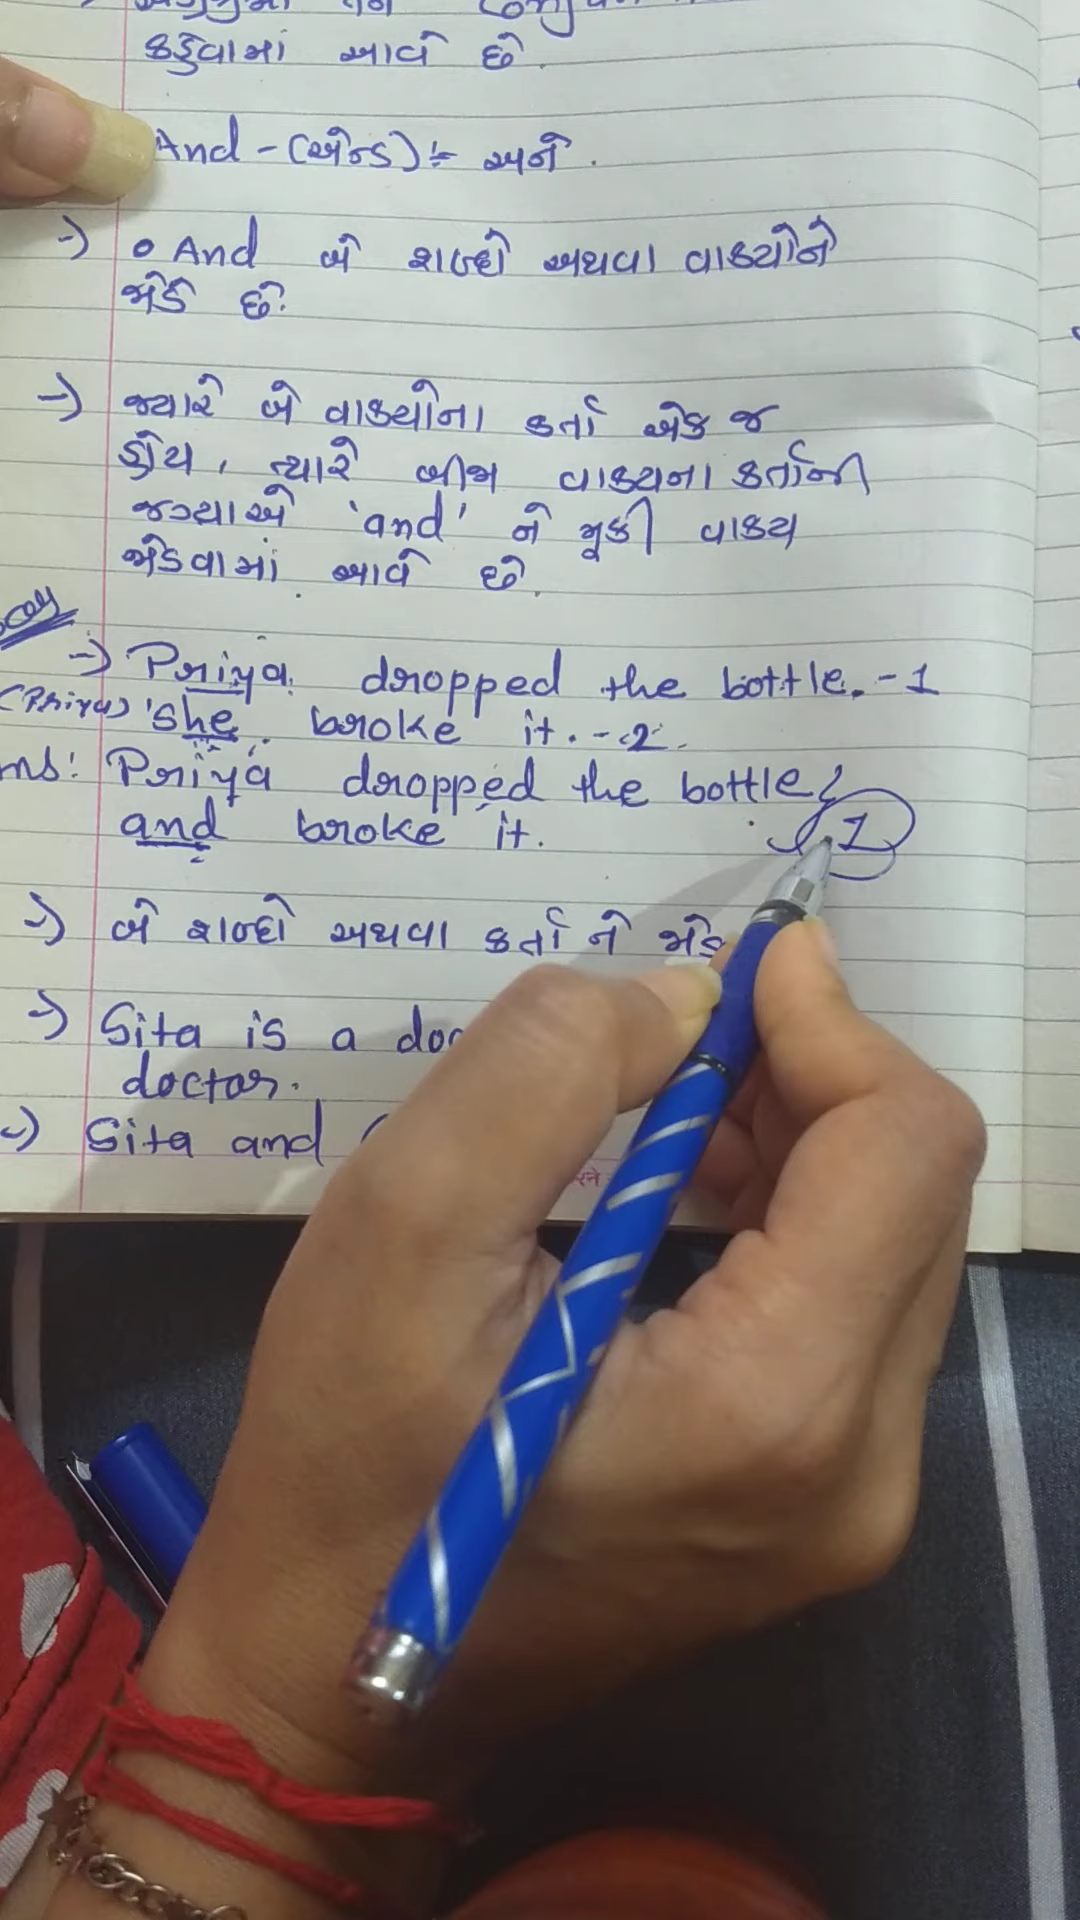 કહેવામાં આવે છે.
And - (એન્ડ) :- અને .
→ ० And બે શબ્દો અથવા વાક્યોને
જોડે છે.
→ જ્યારે બે વાક્યોના કર્તા એક જ
હોય, ત્યારે બીજા વાક્યના કર્તાની
જગ્યાએ 'and' ને મૂકી વાક્ય
જોડવામાં આવે છે.
→ Priya dropped the bottle. - 1
(Priya) 'she broke it. - 2.
Ans: Priya dropped the bottle
and broke it. 1
→ બે શબ્દો અથવા કર્તા ને
→ Sita is a
doctor.
→ Sita and